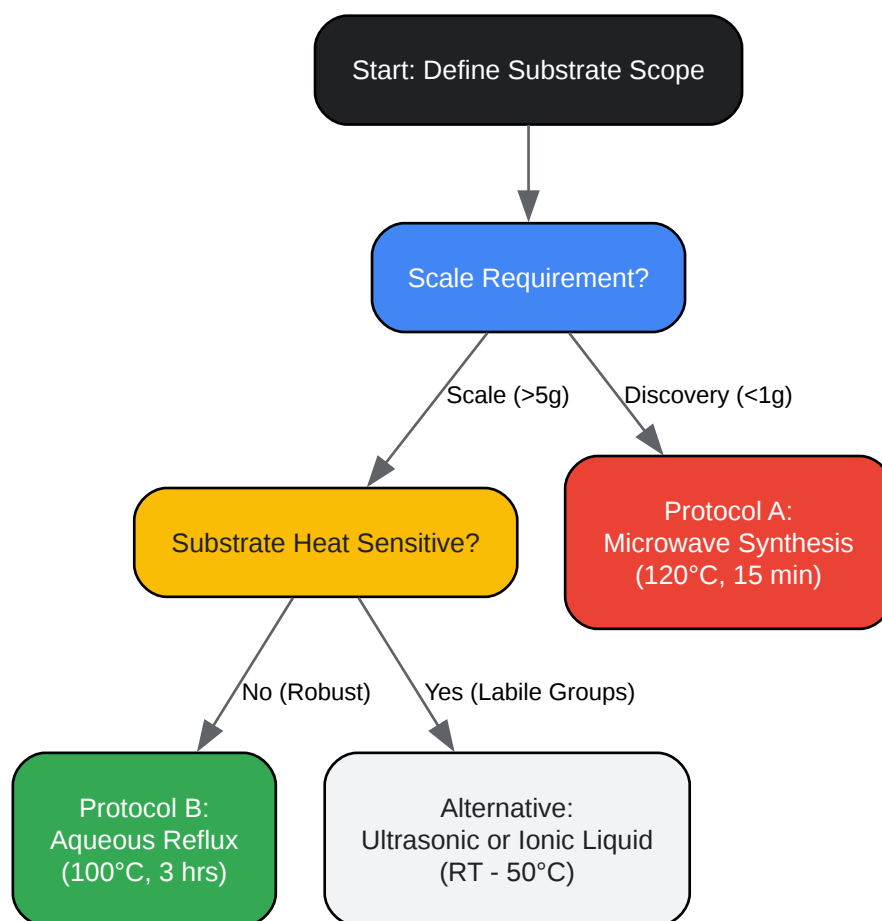 Start: Define Substrate Scope
Scale Requirement?
Scale (>5g)
Discovery (<1g)
Substrate Heat Sensitive?
Protocol A:
Microwave Synthesis
(120°C, 15 min)
No (Robust)
Yes (Labile Groups)
Protocol B:
Aqueous Reflux
(100°C, 3 hrs)
Alternative:
Ultrasonic or Ionic Liquid
(RT - 50°C)